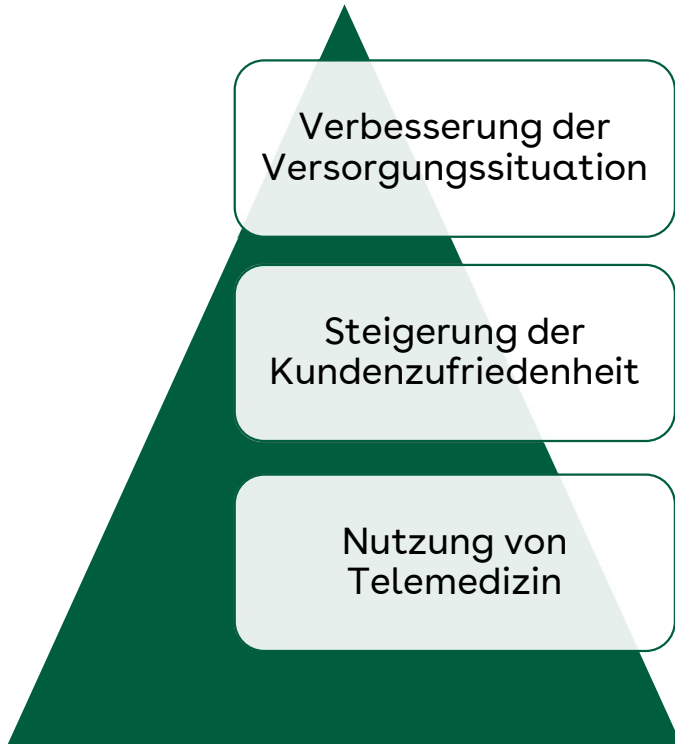 Verbesserung der
Versorgungssituation
Steigerung der
Kundenzufriedenheit
Nutzung von
Telemedizin